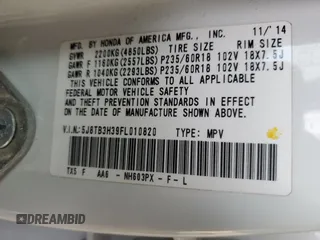 MFD. BY HONDA OF AMERICA MFG., INC. 11/14
GVWR 2200KG(4850LBS) TIRE SIZE RIM SIZE
GAWR F 1160KG(2557LBS) P235/60R18 102V 18X7.5J
GAWR R 1040KG(2293LBS) P235/60R18 102V 18X7.5J
THIS VEHICLE CONFORMS TO ALL APPLICABLE
FEDERAL MOTOR VEHICLE SAFETY AND
THEFT PREVENTION STANDARDS IN EFFECT ON
THE DATE OF MANUFACTURE SHOWN ABOVE.
V.I.N.:5J8TB3H39FL010820 TYPE: MPV
TX5 F AA6 - NH603PX - F - L
DREAMBID